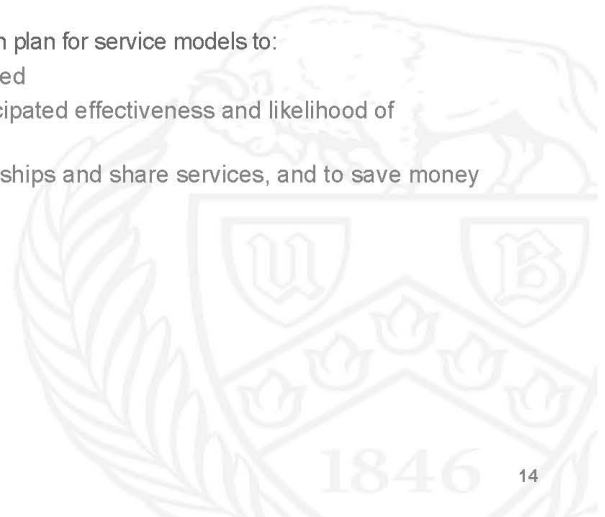 n plan for service models to:
ed
cipated effectiveness and likelihood of
ships and share services, and to save money
U B
1846
14